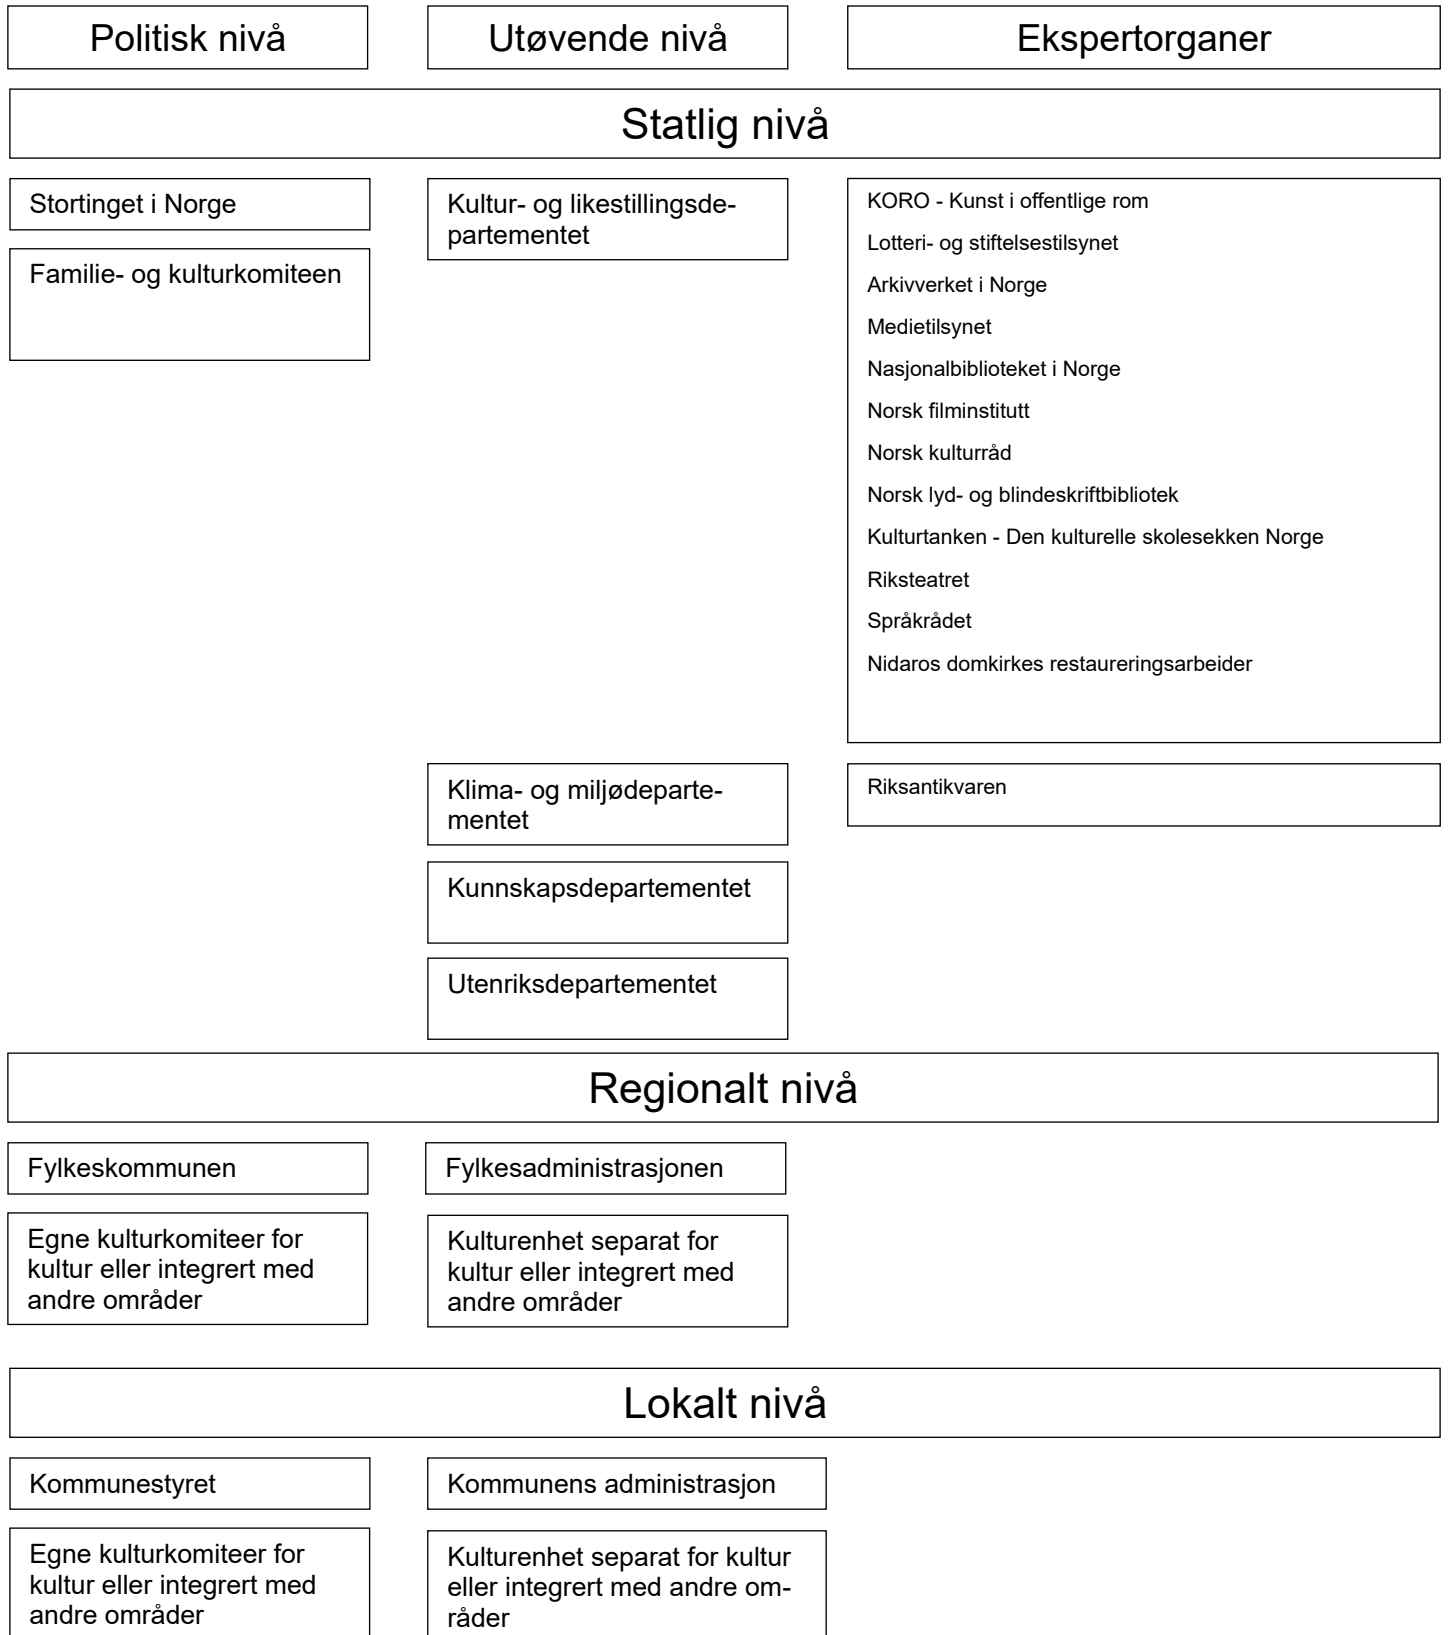 Politisk nivå
Utøvende nivå
Ekspertorganer
Statlig nivå
Stortinget i Norge
Familie- og kulturkomiteen
Kultur- og likestillingsde-
partementet
KORO - Kunst i offentlige rom
Lotteri- og stiftelsestilsynet
Arkivverket i Norge
Medietilsynet
Nasjonalbiblioteket i Norge
Norsk filminstitutt
Norsk kulturråd
Norsk lyd- og blindeskriftbibliotek
Kulturtanken - Den kulturelle skolesekken Norge
Riksteatret
Språkrådet
Nidaros domkirkes restaureringsarbeider
Klima- og miljødeparte-
mentet
Riksantikvaren
Kunnskapsdepartementet
Utenriksdepartementet
Regionalt nivå
Fylkeskommunen
Fylkesadministrasjonen
Egne kulturkomiteer for
kultur eller integrert med
andre områder
Kulturenhet separat for
kultur eller integrert med
andre områder
Lokalt nivå
Kommunestyret
Kommunens administrasjon
Egne kulturkomiteer for
kultur eller integrert med
andre områder
Kulturenhet separat for kultur
eller integrert med andre om-
råder